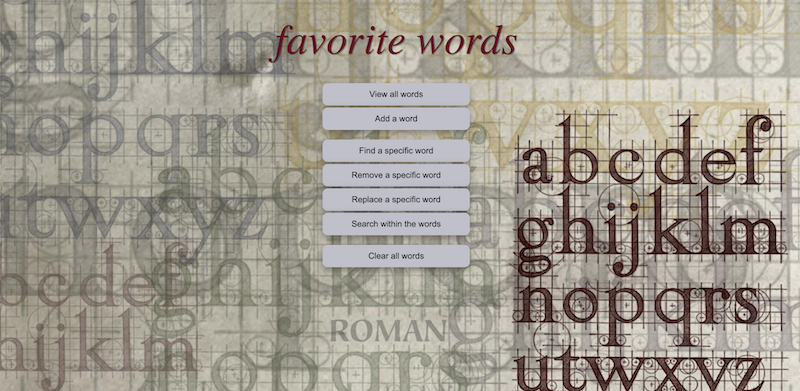 favorite words
View all words
Add a word
Find a specific word
Remove a specific word
Replace a specific word
Search within the words
Clear all words
abcdef
ghijklm
nopqrs
utwxyz
ghijklm
nopqrs
utwxyz
abcdef
ghijklm
ROMAN